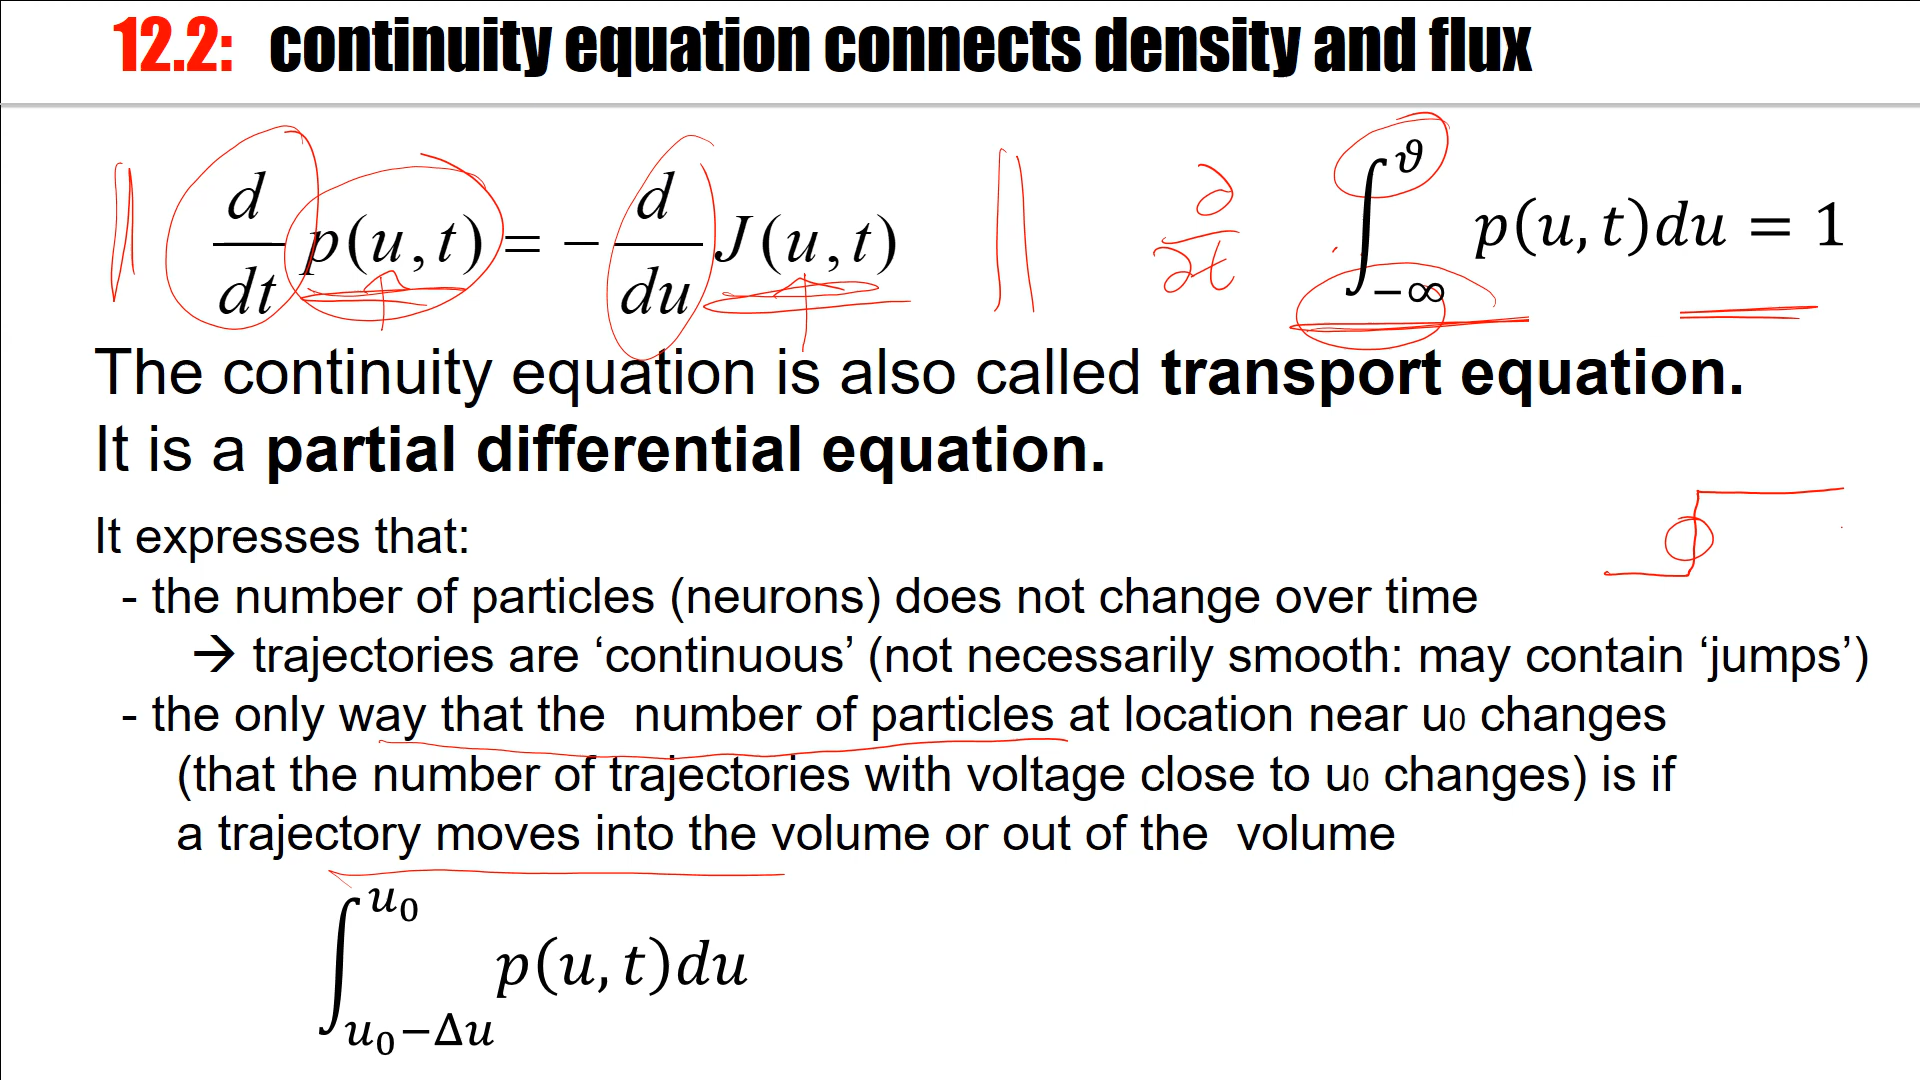 12.2: continuity equation connects density and flux
d/dt p(u,t) = − d/du J(u,t)
∂/∂t ∫_{−∞}^{ϑ} p(u,t)du = 1
The continuity equation is also called transport equation.
It is a partial differential equation.
It expresses that:
- the number of particles (neurons) does not change over time
→ trajectories are ‘continuous’ (not necessarily smooth: may contain ‘jumps’)
- the only way that the number of particles at location near u0 changes
(that the number of trajectories with voltage close to u0 changes) is if
a trajectory moves into the volume or out of the volume
∫_{u₀−Δu}^{u₀} p(u,t)du